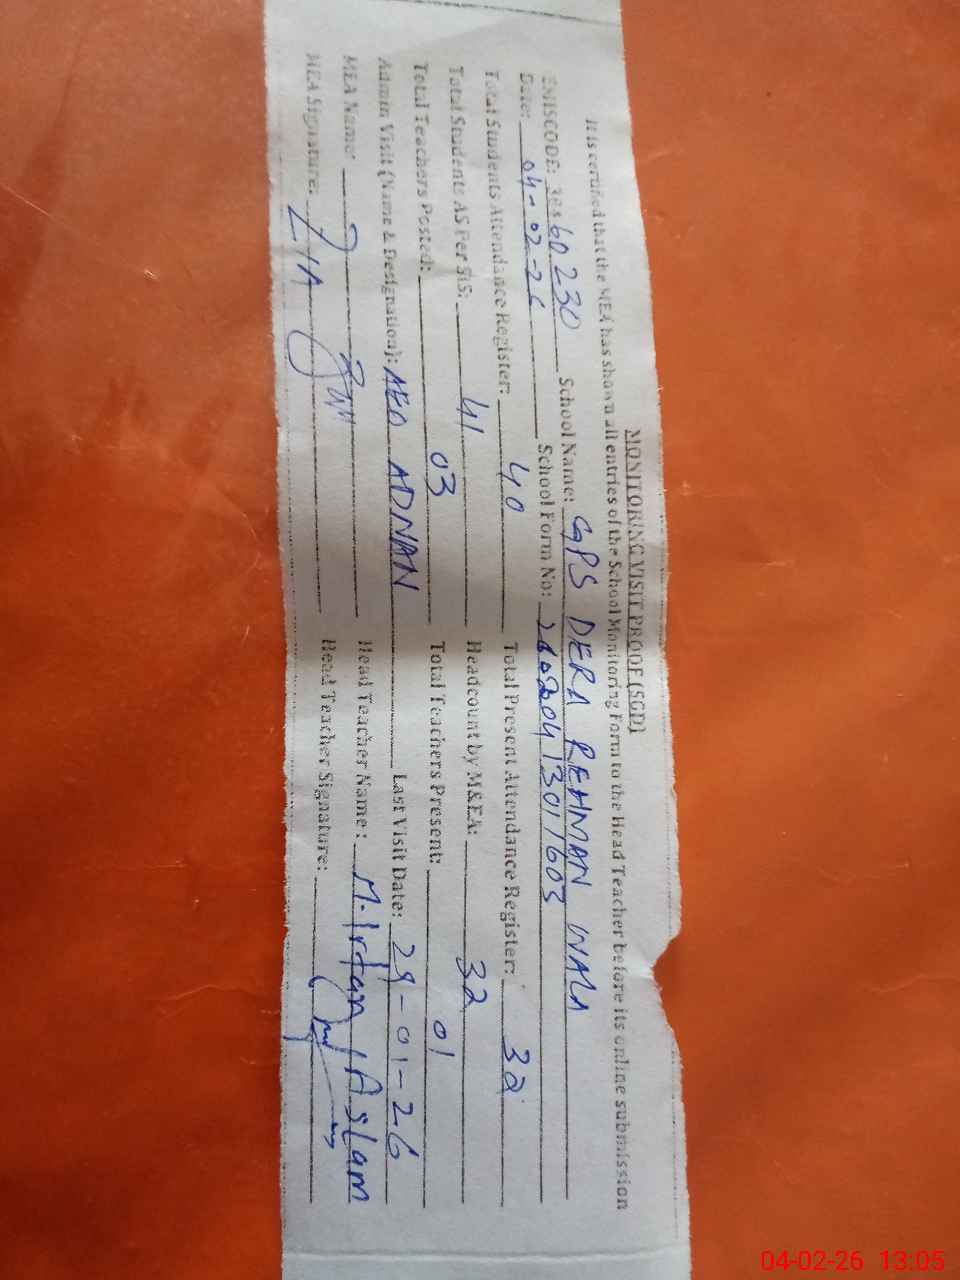 MONITORING VISIT PROOF (SGD)
It is certified that the MEA has shown all entries of the School Monitoring Form to the Head Teacher before its online submission
EMISCODE: 38460230 School Name: GPS DERA REHMAN WALA
Date: 04-02-26 School Form No:
Total Students Attendance Register: 40 Total Present Attendance Register: 32
Total Students AS Per SIS: 41 Headcount by M&EA: 32
Total Teachers Posted: 03 Total Teachers Present: 01
Admin Visit (Name & Designation): AEO ADNAN Last Visit Date: 29-01-26
MEA Name: Head Teacher Name: M. Irfan Aslam
MEA Signature: Head Teacher Signature:
04-02-26 13:05